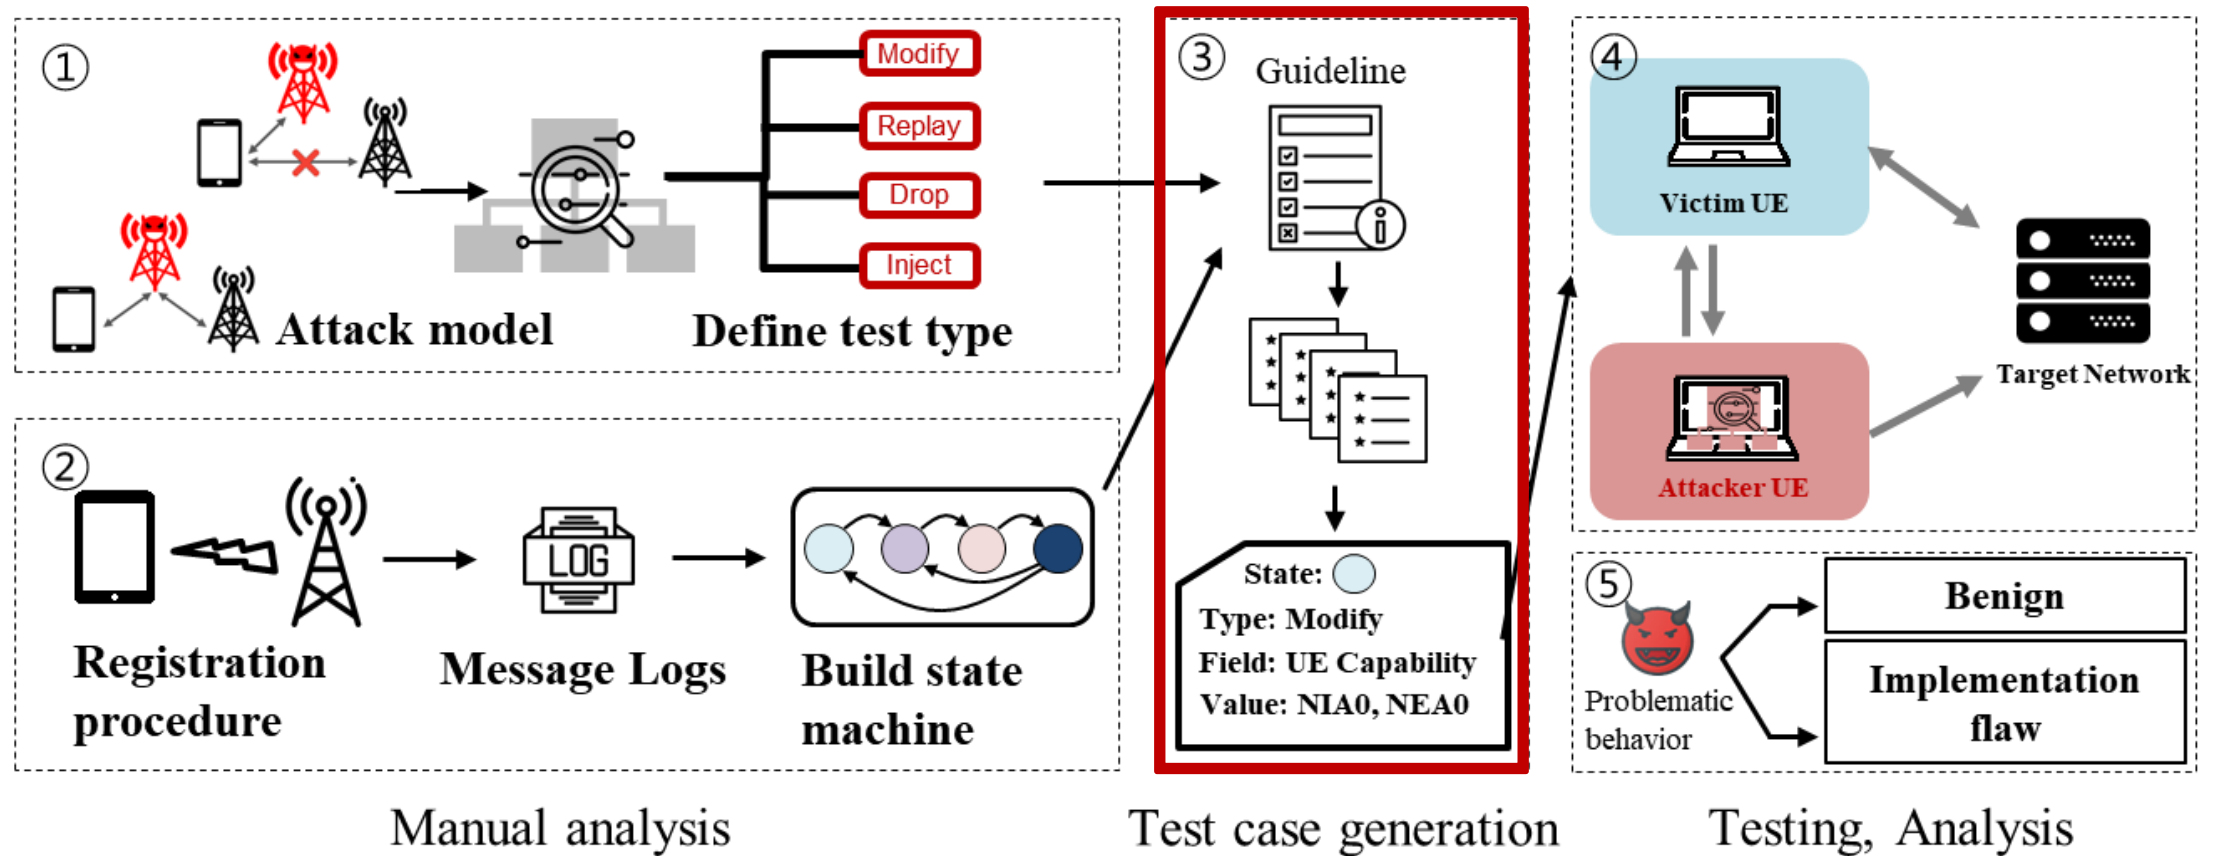 ①
Modify
Replay
Drop
Inject
Attack model
Define test type
②
LOG
Registration
procedure
Message Logs
Build state
machine
Manual analysis
③
Guideline
i
State:
Type: Modify
Field: UE Capability
Value: NIA0, NEA0
Test case generation
④
Victim UE
Attacker UE
Target Network
⑤
Problematic
behavior
Benign
Implementation
flaw
Testing, Analysis